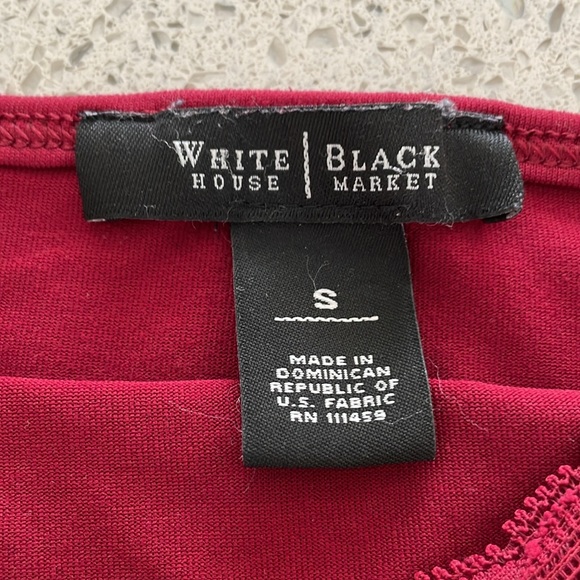 WHITE | BLACK
HOUSE | MARKET
S
MADE IN
DOMINICAN
REPUBLIC OF
U.S. FABRIC
RN 111459